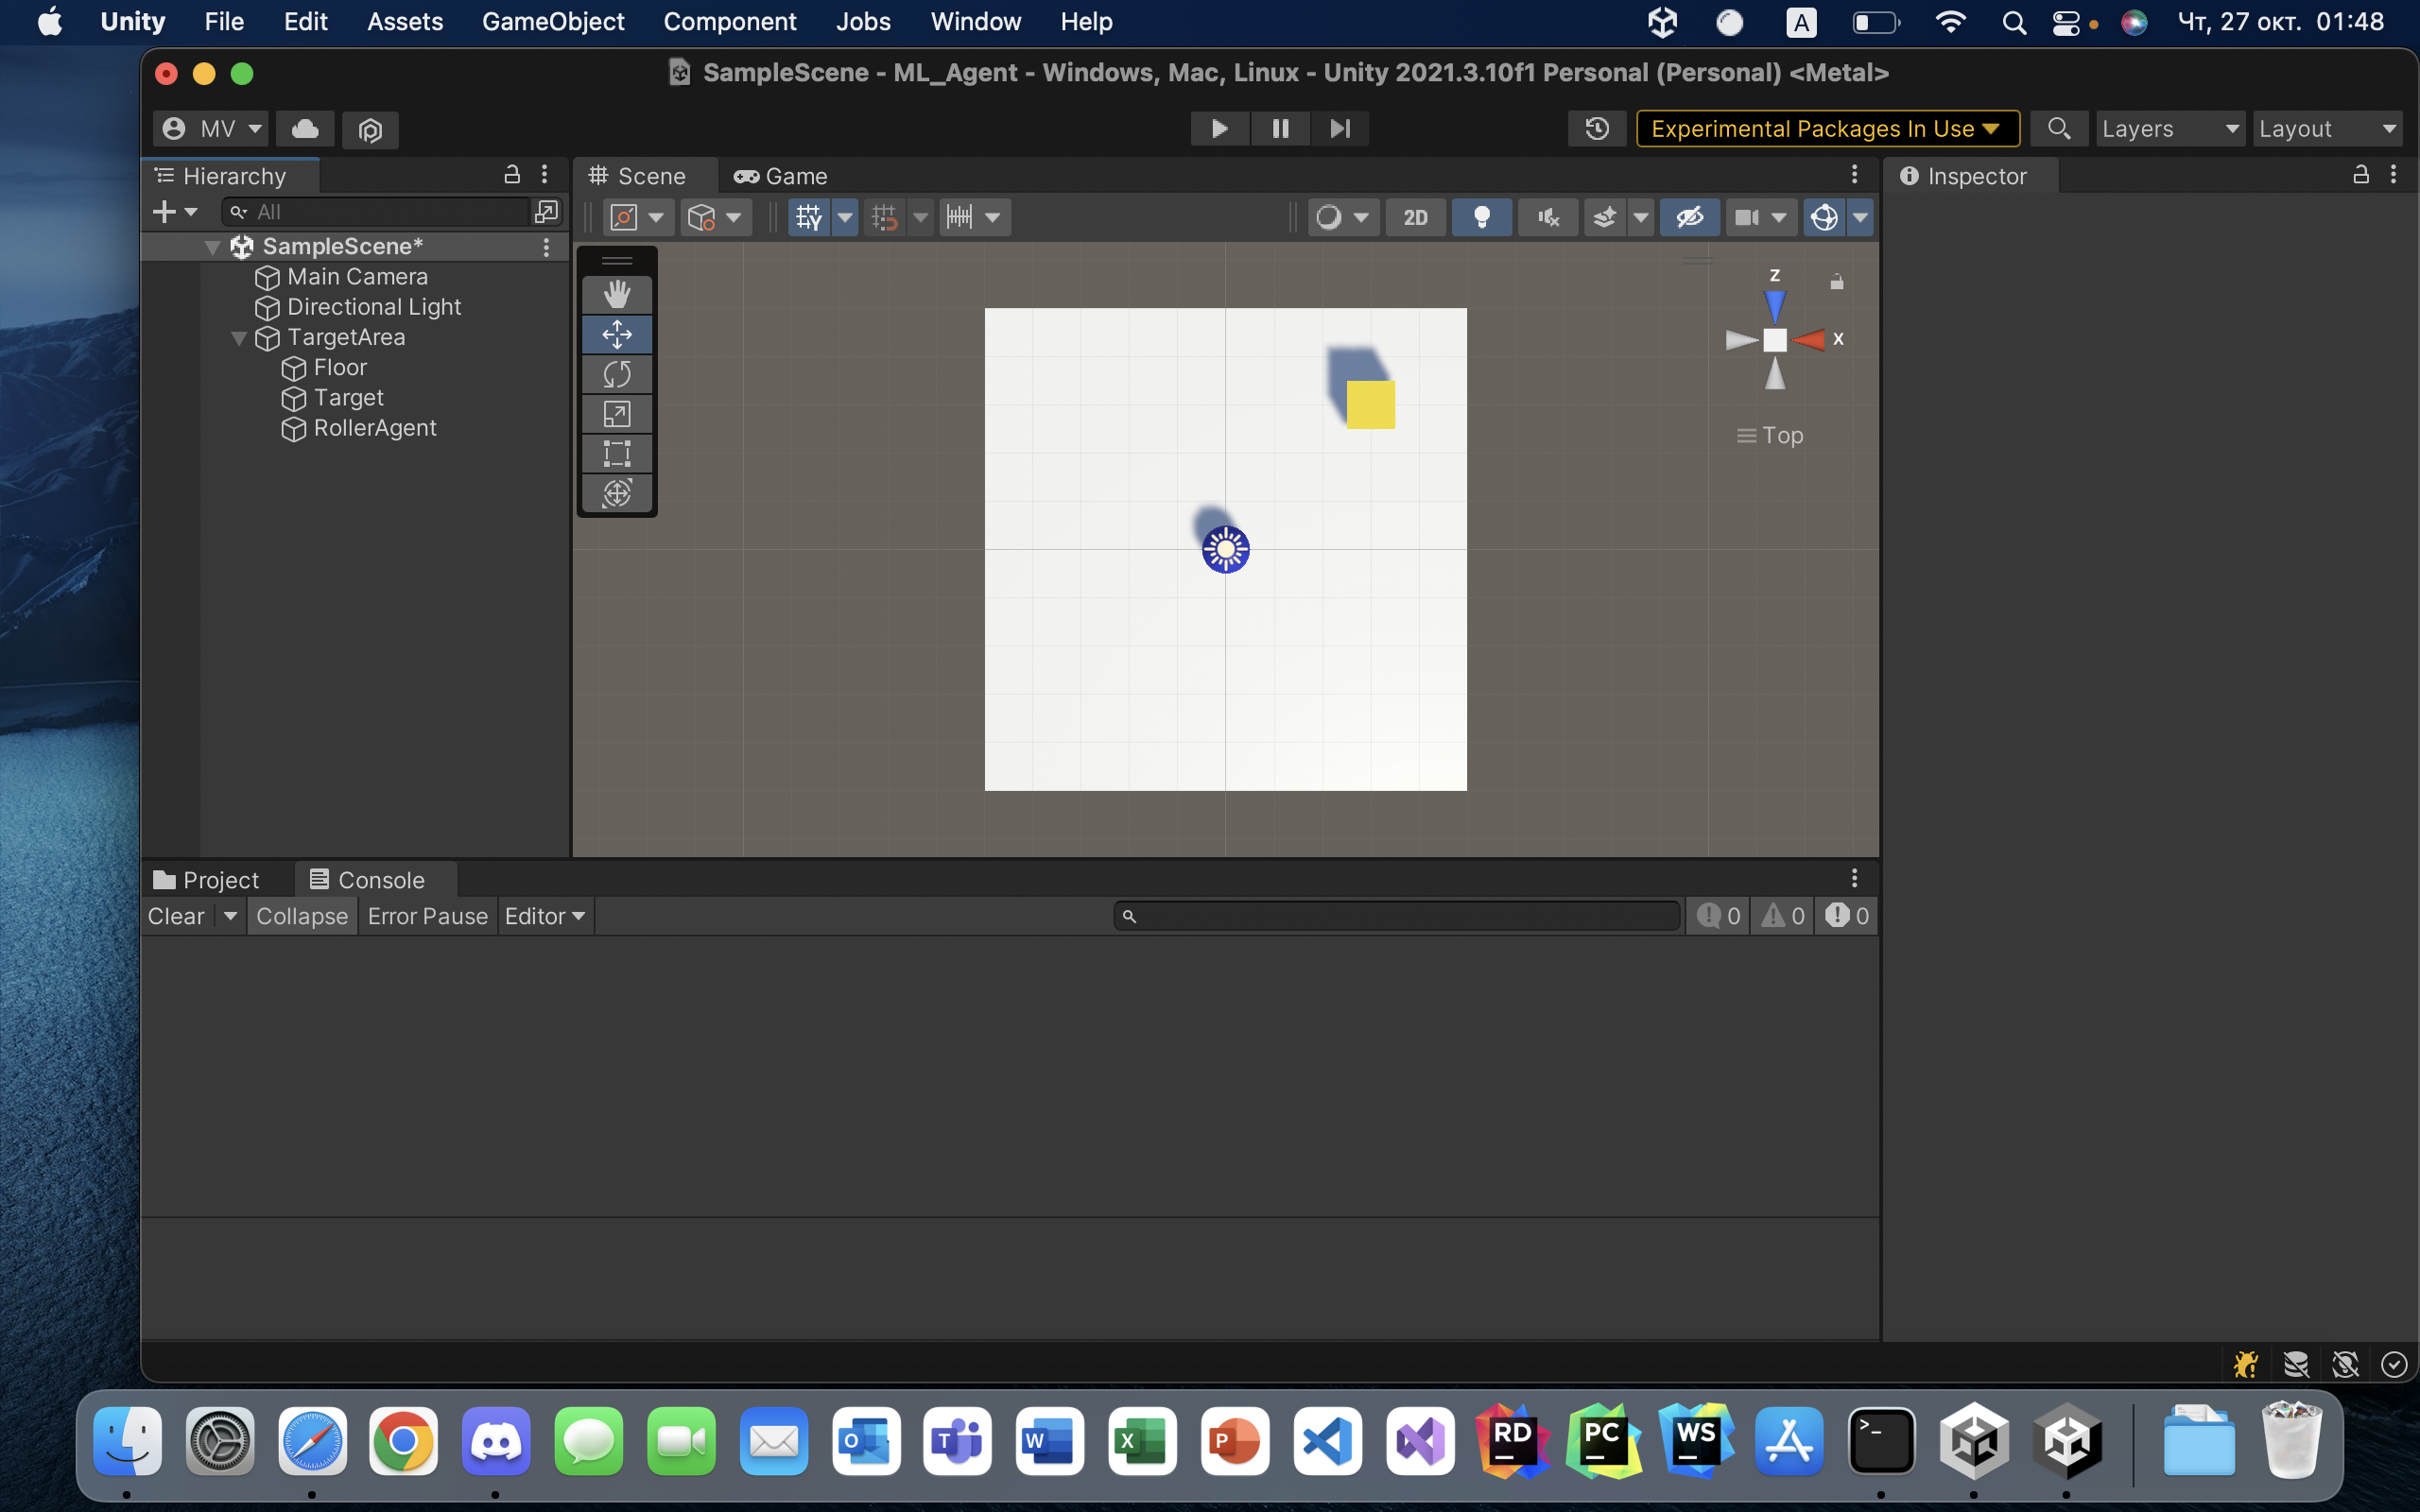 Unity File Edit Assets GameObject Component Jobs Window Help A Чт, 27 окт. 01:48
SampleScene - ML_Agent - Windows, Mac, Linux - Unity 2021.3.10f1 Personal (Personal) <Metal>
MV Experimental Packages In Use Layers Layout
Hierarchy
All
SampleScene*
Main Camera
Directional Light
TargetArea
Floor
Target
RollerAgent
Scene Game
2D
Z
X
Top
Inspector
Project Console
Clear Collapse Error Pause Editor 0 0 0
O T W X P RD PC WS >_